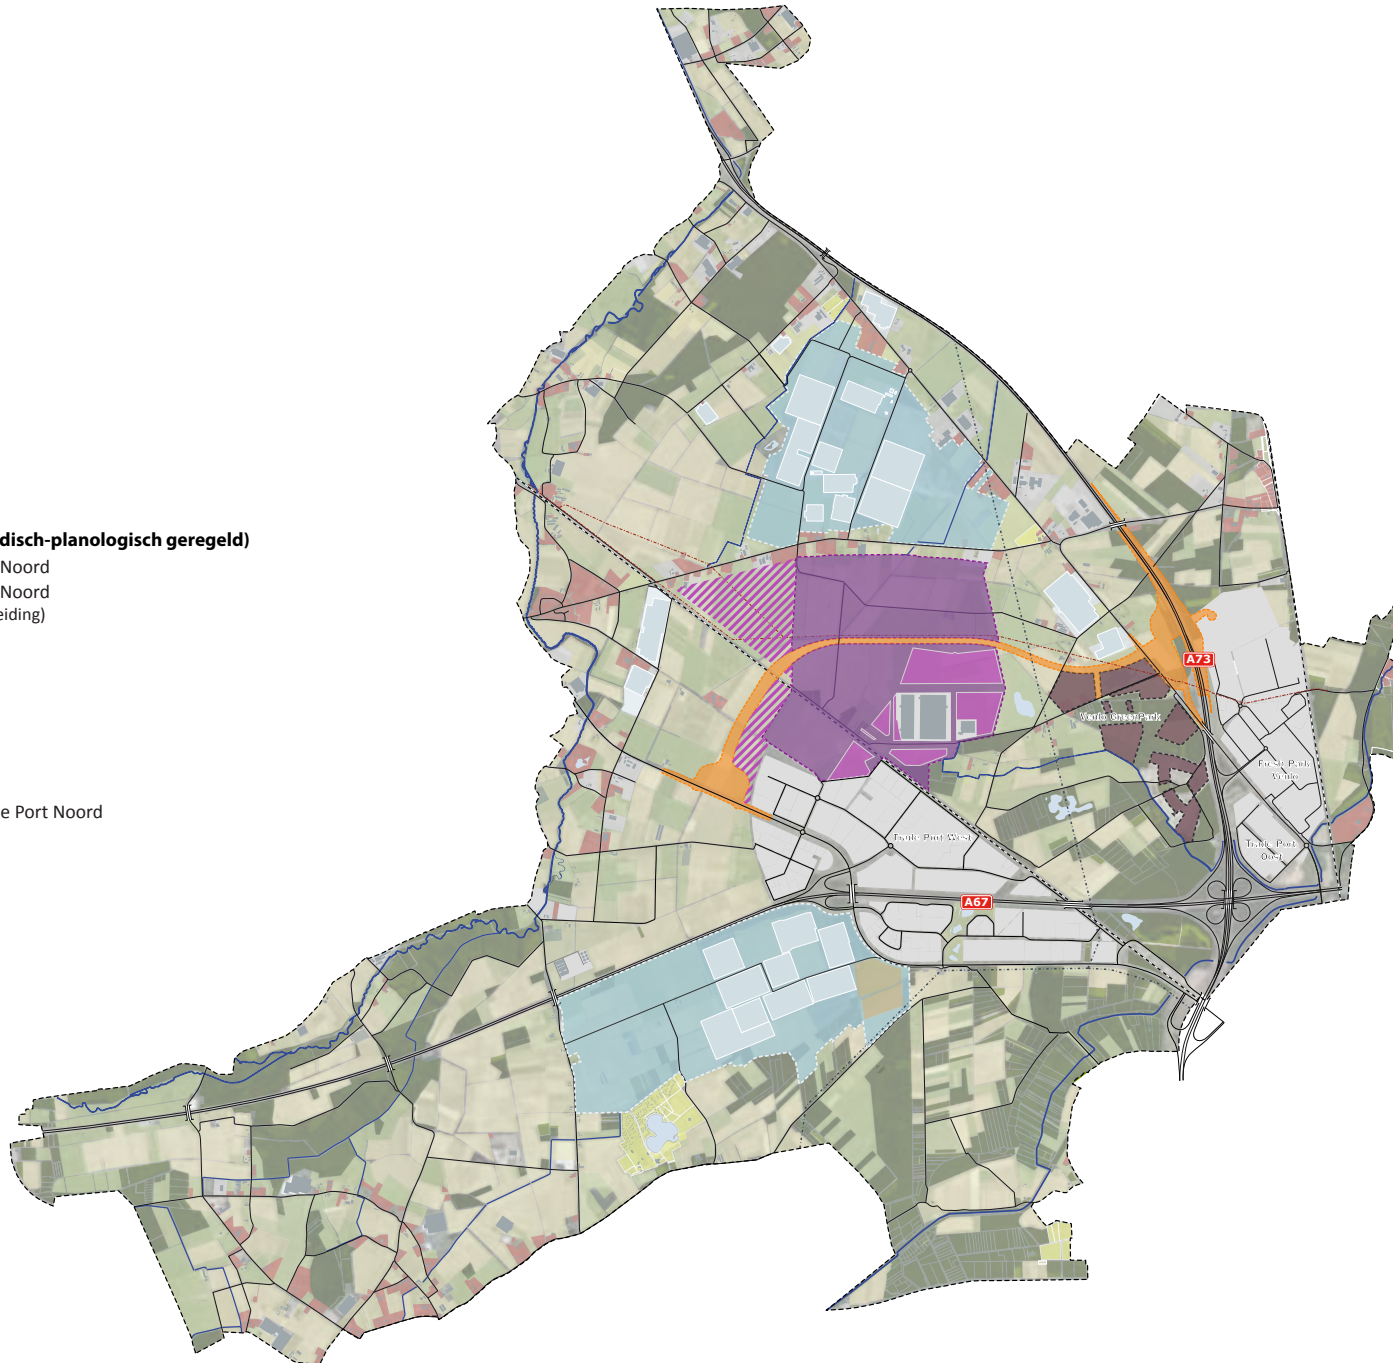 disch-planologisch geregeld)
Noord
Noord
eiding)
e Port Noord
A73
Venlo GreenPark
Fresh Park
Venlo
Trade Port West
Trade Port
Oost
A67